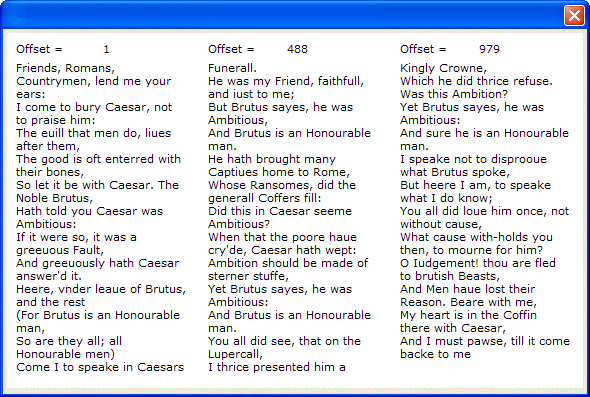 Offset = 1
Friends, Romans,
Countrymen, lend me your
ears:
I come to bury Caesar, not
to praise him:
The euill that men do, liues
after them,
The good is oft enterred with
their bones,
So let it be with Caesar. The
Noble Brutus,
Hath told you Caesar was
Ambitious:
If it were so, it was a
greeuous Fault,
And greeuously hath Caesar
answer'd it.
Heere, vnder leaue of Brutus,
and the rest
(For Brutus is an Honourable
man,
So are they all; all
Honourable men)
Come I to speake in Caesars
Offset = 488
Funerall.
He was my Friend, faithfull,
and iust to me;
But Brutus sayes, he was
Ambitious,
And Brutus is an Honourable
man.
He hath brought many
Captiues home to Rome,
Whose Ransomes, did the
generall Coffers fill:
Did this in Caesar seeme
Ambitious?
When that the poore haue
cry'de, Caesar hath wept:
Ambition should be made of
sterner stuffe,
Yet Brutus sayes, he was
Ambitious:
And Brutus is an Honourable
man.
You all did see, that on the
Lupercall,
I thrice presented him a
Offset = 979
Kingly Crowne,
Which he did thrice refuse.
Was this Ambition?
Yet Brutus sayes, he was
Ambitious:
And sure he is an Honourable
man.
I speake not to disprooue
what Brutus spoke,
But heere I am, to speake
what I do know;
You all did loue him once, not
without cause,
What cause with-holds you
then, to mourne for him?
O Iudgement! thou are fled
to brutish Beasts,
And Men haue lost their
Reason. Beare with me,
My heart is in the Coffin
there with Caesar,
And I must pawse, till it come
backe to me